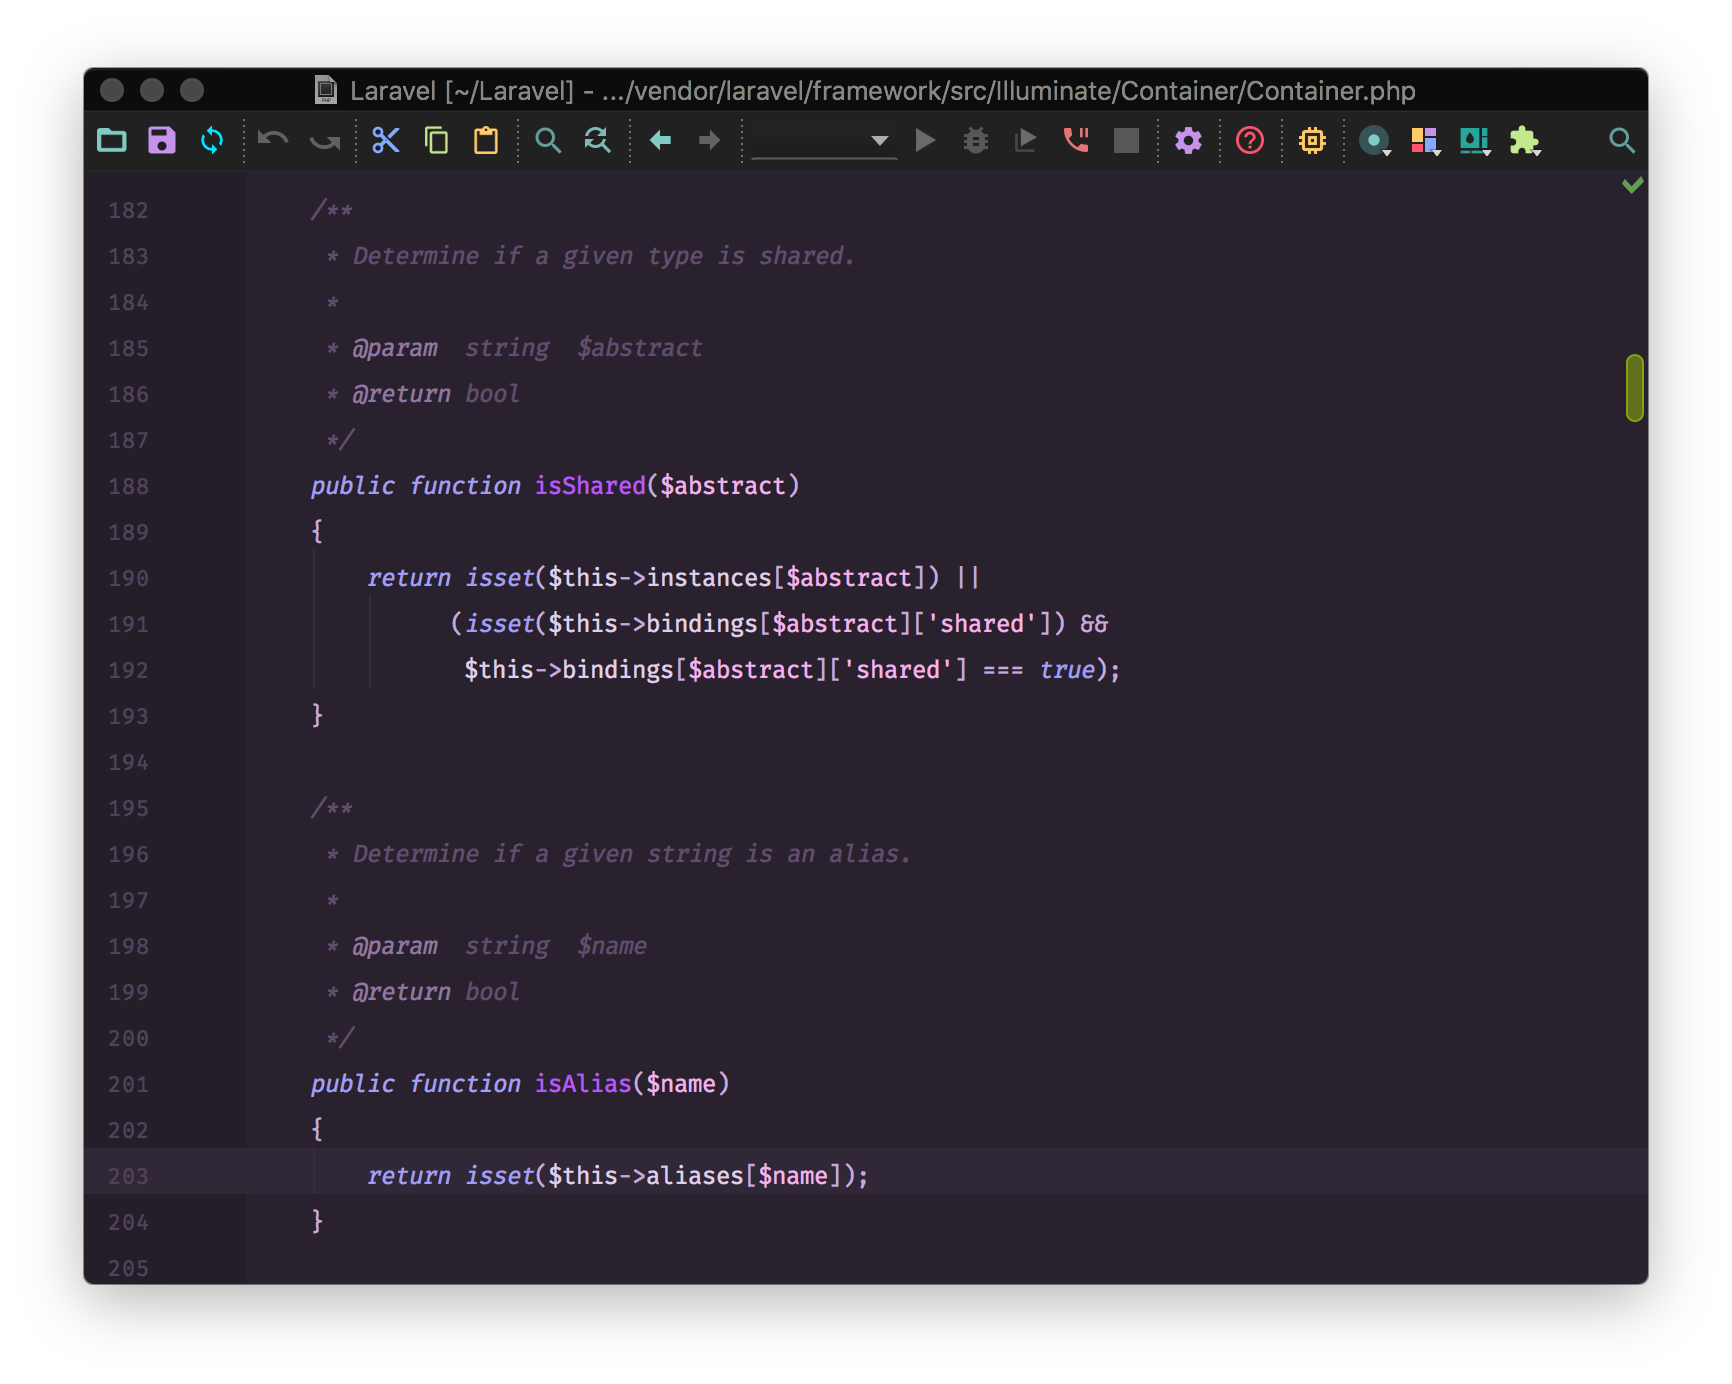 Laravel [~/Laravel] - .../vendor/laravel/framework/src/Illuminate/Container/Container.php
182 /**
183 * Determine if a given type is shared.
184 *
185 * @param  string  $abstract
186 * @return bool
187 */
188 public function isShared($abstract)
189 {
190 return isset($this->instances[$abstract]) ||
191 (isset($this->bindings[$abstract]['shared']) &&
192 $this->bindings[$abstract]['shared'] === true);
193 }
194
195 /**
196 * Determine if a given string is an alias.
197 *
198 * @param  string  $name
199 * @return bool
200 */
201 public function isAlias($name)
202 {
203 return isset($this->aliases[$name]);
204 }
205